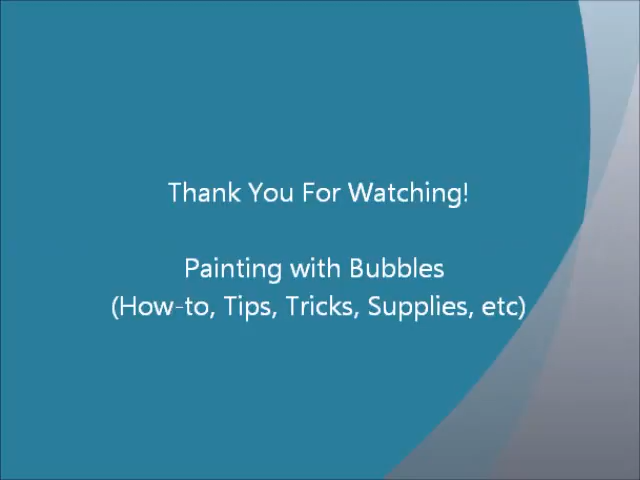 Thank You For Watching!
Painting with Bubbles
(How-to, Tips, Tricks, Supplies, etc)